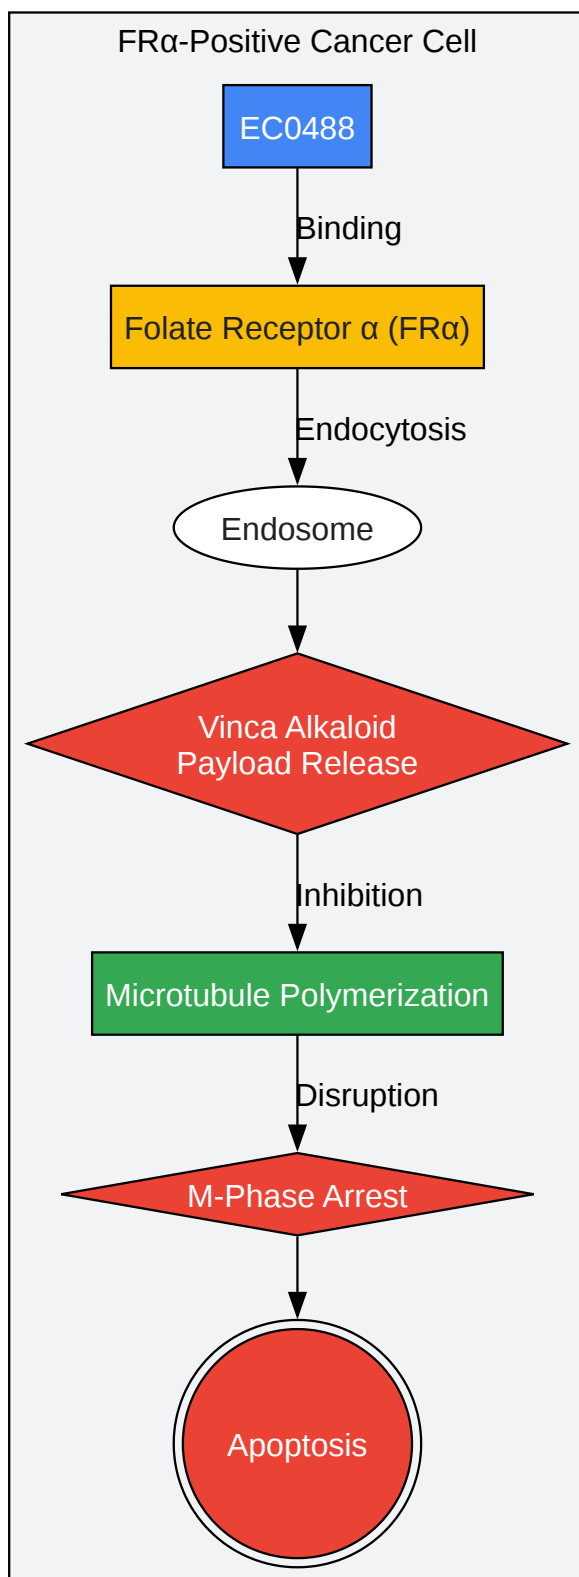 FRα-Positive Cancer Cell
EC0488
Binding
Folate Receptor α (FRα)
Endocytosis
Endosome
Vinca Alkaloid
Payload Release
Inhibition
Microtubule Polymerization
Disruption
M-Phase Arrest
Apoptosis